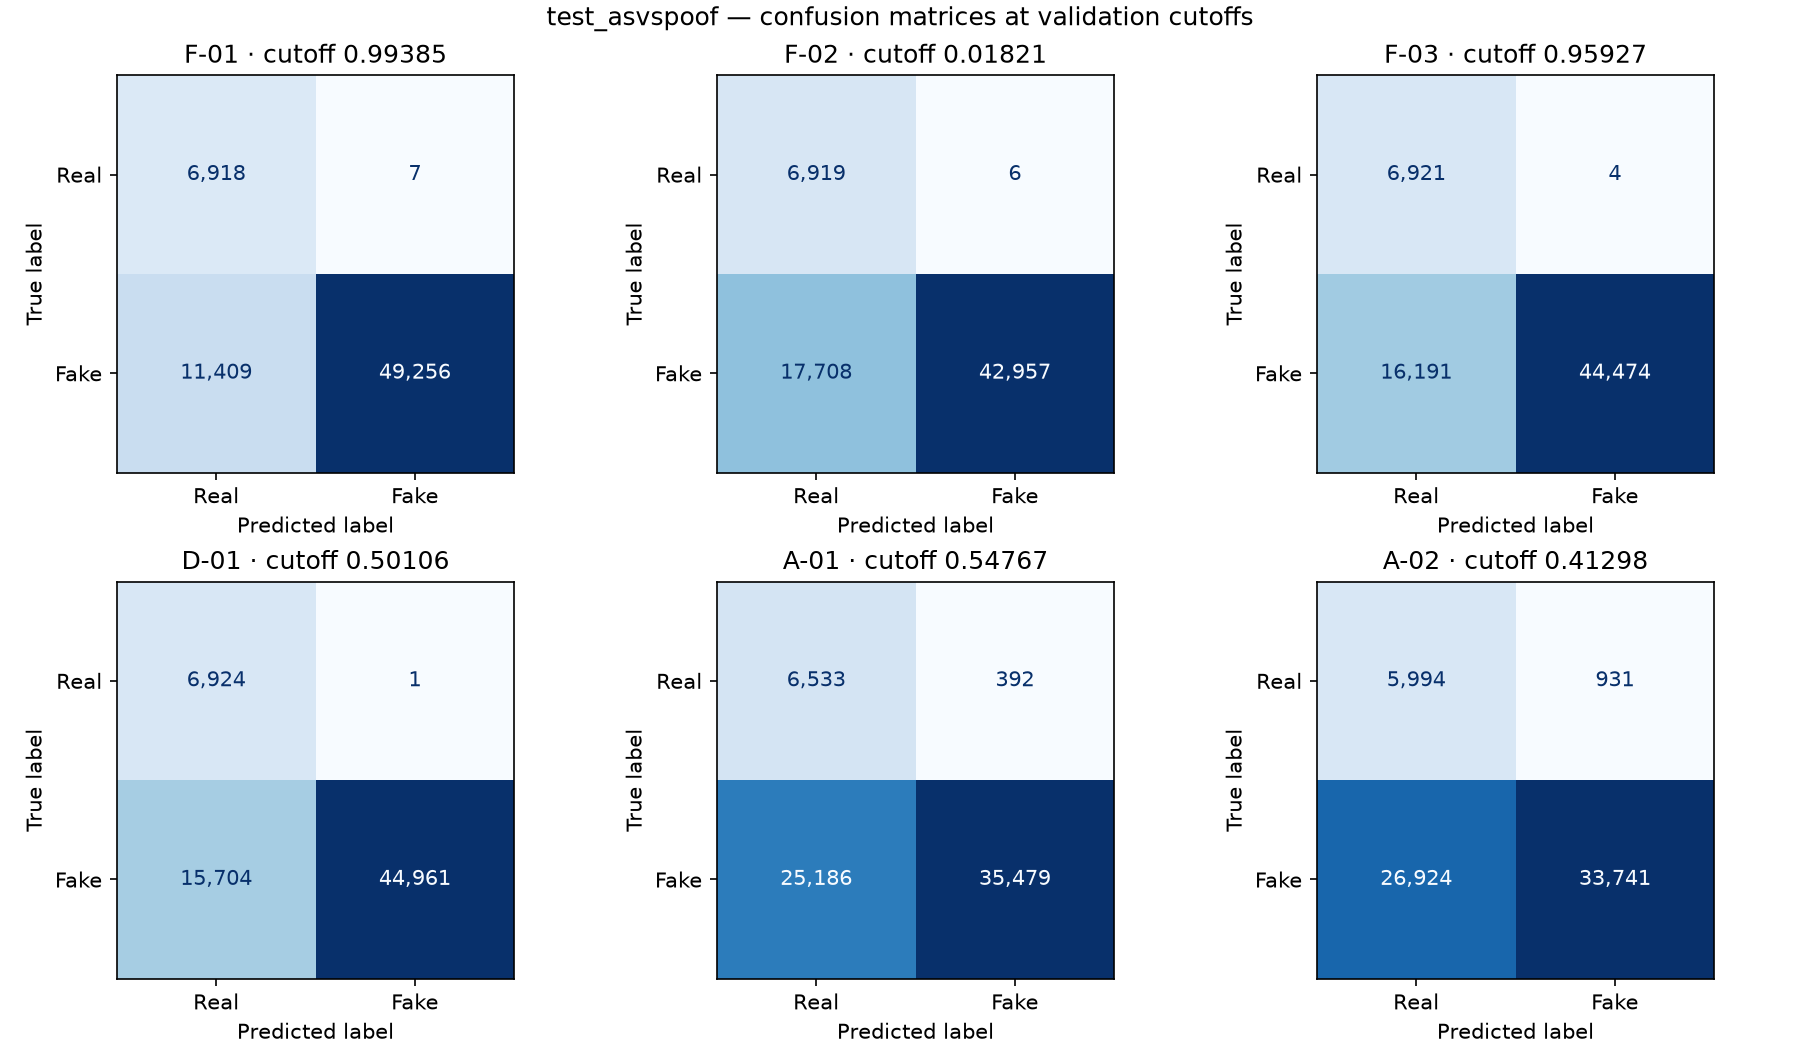 test_asvspoof — confusion matrices at validation cutoffs
F-01 · cutoff 0.99385
True label
Real
6,918
7
Fake
11,409
49,256
Real
Fake
Predicted label
F-02 · cutoff 0.01821
True label
Real
6,919
6
Fake
17,708
42,957
Real
Fake
Predicted label
F-03 · cutoff 0.95927
True label
Real
6,921
4
Fake
16,191
44,474
Real
Fake
Predicted label
D-01 · cutoff 0.50106
True label
Real
6,924
1
Fake
15,704
44,961
Real
Fake
Predicted label
A-01 · cutoff 0.54767
True label
Real
6,533
392
Fake
25,186
35,479
Real
Fake
Predicted label
A-02 · cutoff 0.41298
True label
Real
5,994
931
Fake
26,924
33,741
Real
Fake
Predicted label